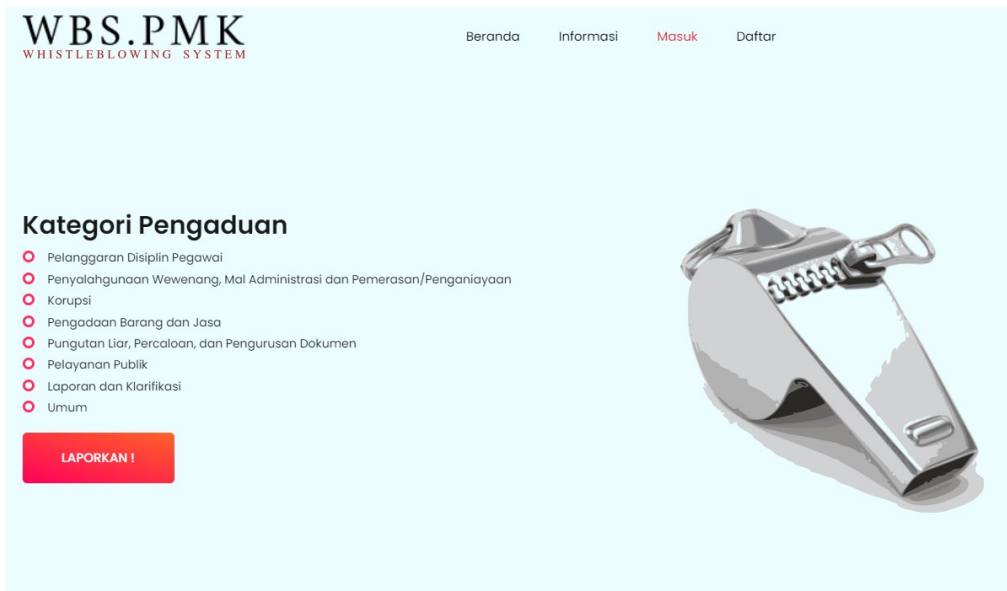 WBS.PMK
WHISTLEBLOWING SYSTEM
Beranda Informasi Masuk Daftar
Kategori Pengaduan
Pelanggaran Disiplin Pegawai
Penyalahgunaan Wewenang, Mal Administrasi dan Pemerasan/Penganiayaan
Korupsi
Pengadaan Barang dan Jasa
Pungutan Liar, Percaloan, dan Pengurusan Dokumen
Pelayanan Publik
Laporan dan Klarifikasi
Umum
LAPORKAN !